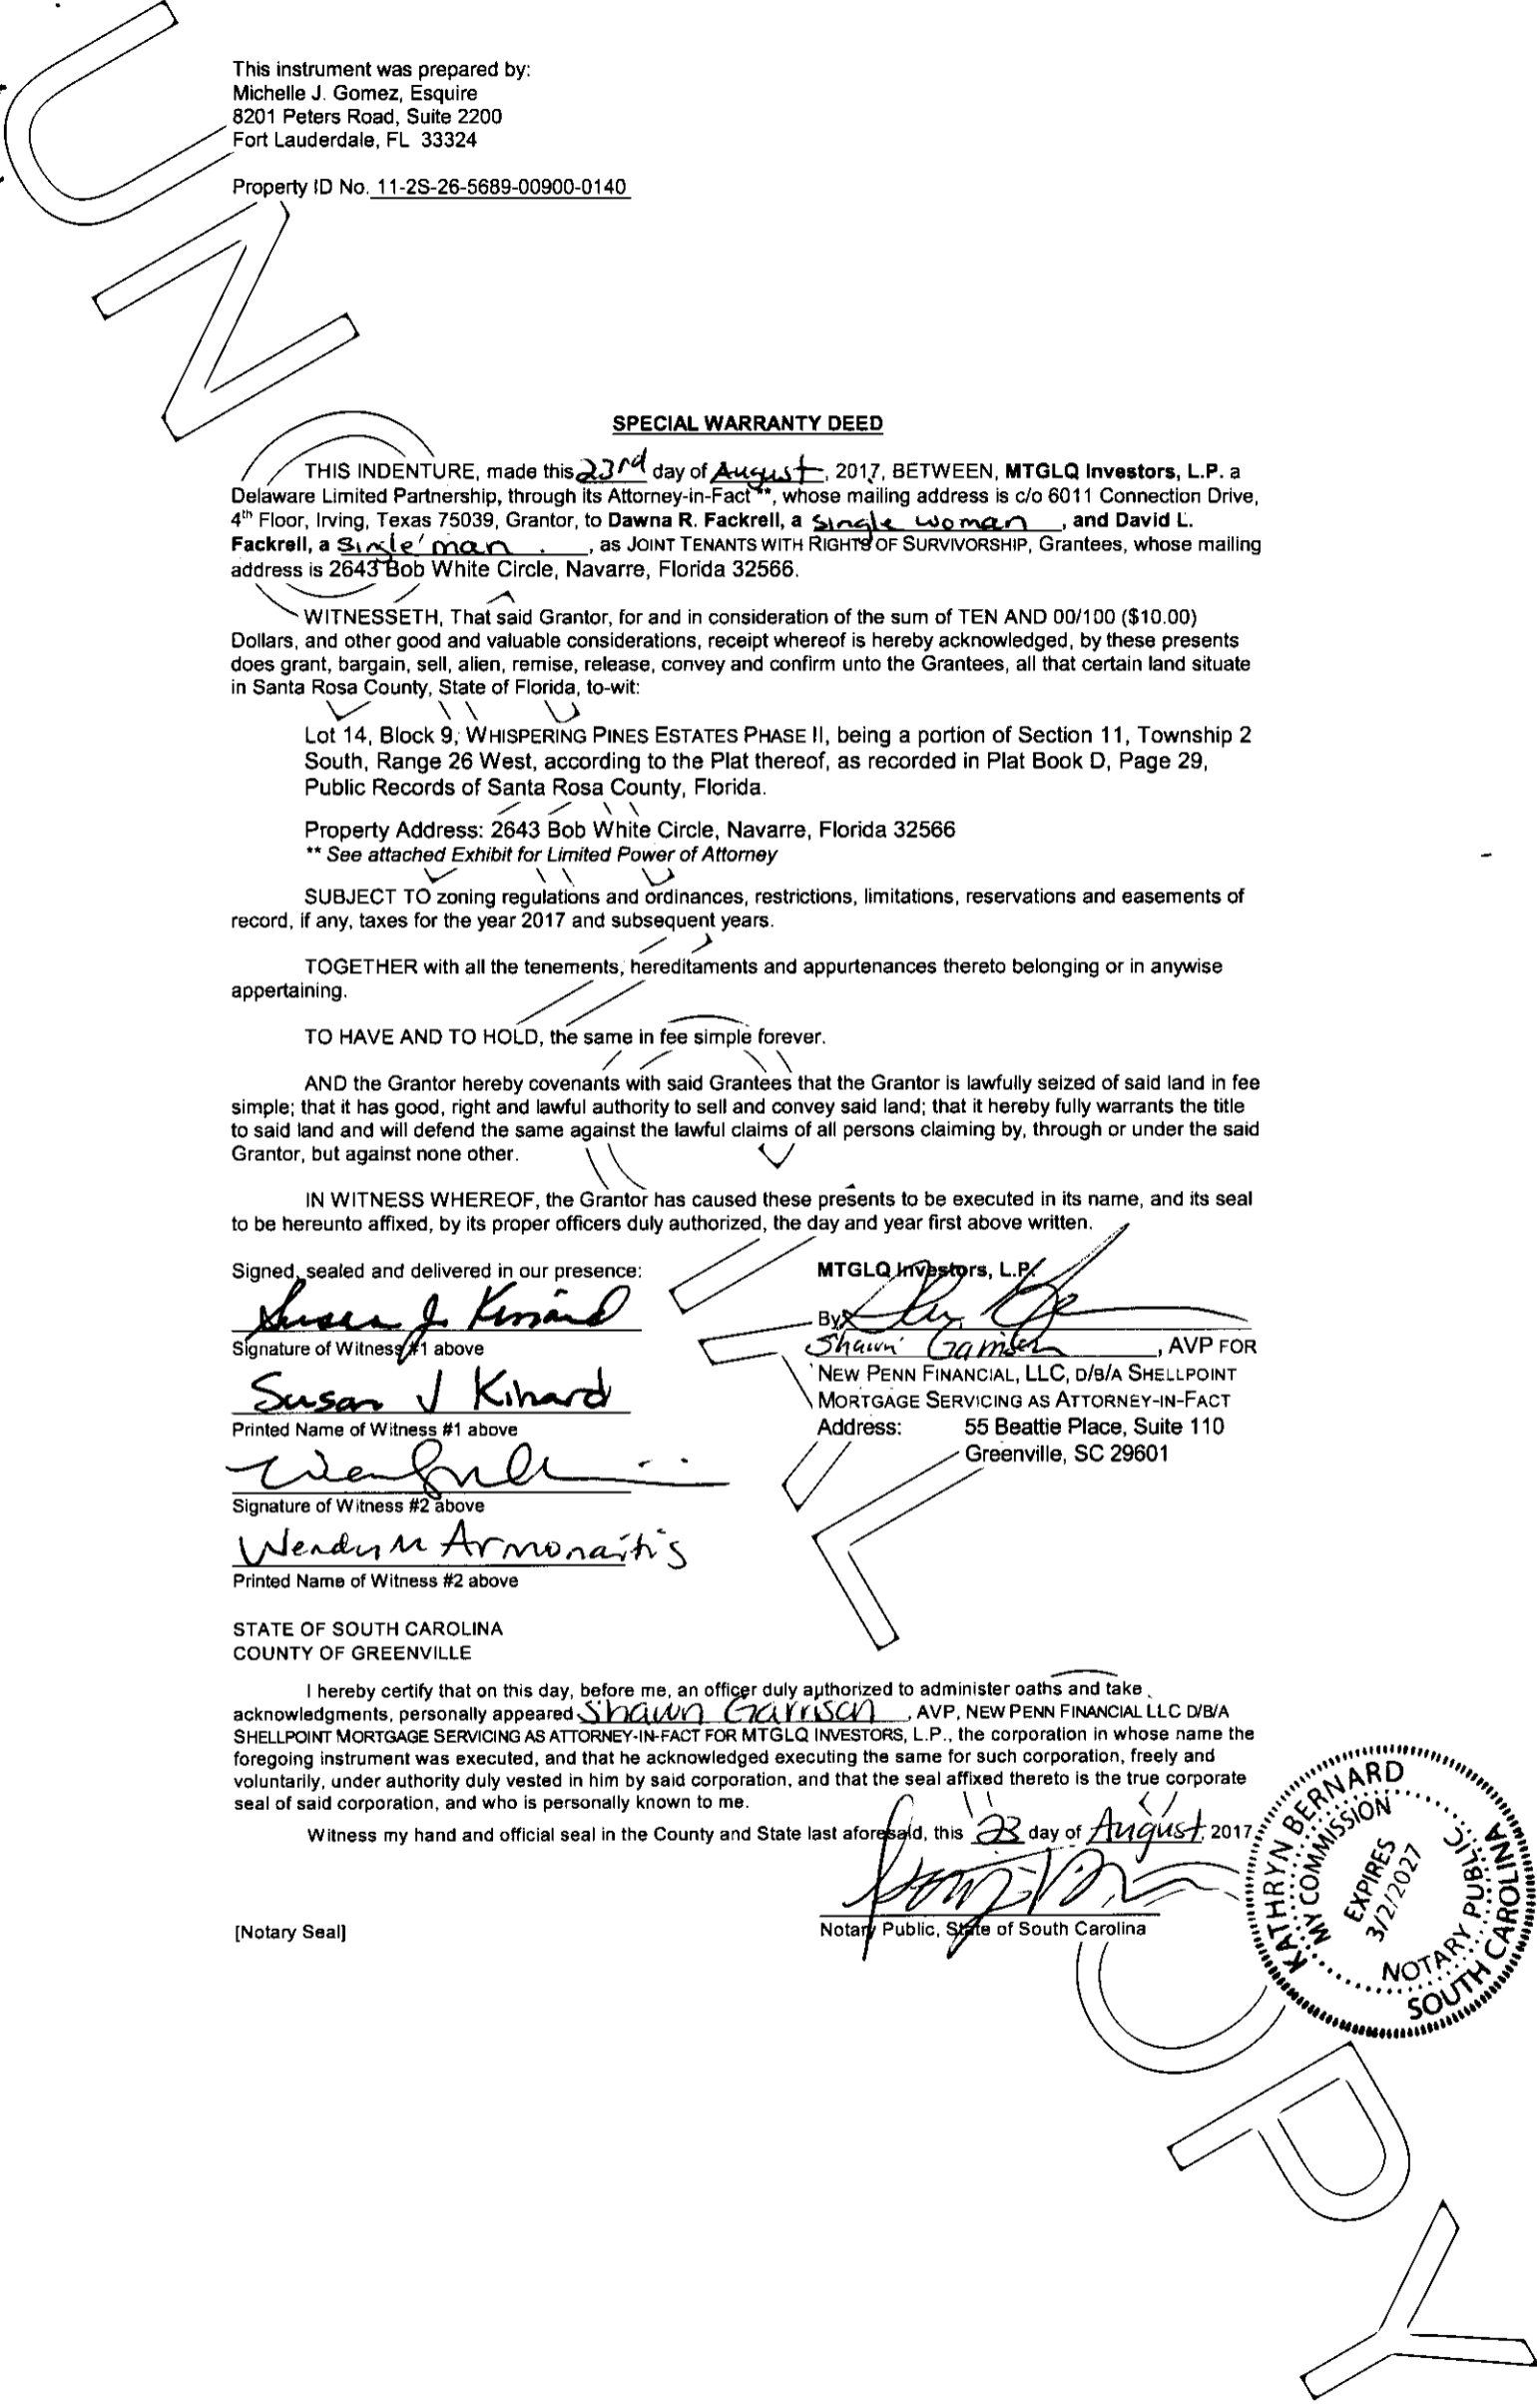 This instrument was prepared by:
Michelle J. Gomez, Esquire
8201 Peters Road, Suite 2200
Fort Lauderdale, FL 33324
Property ID No. 11-2S-26-5689-00900-0140
SPECIAL WARRANTY DEED
THIS INDENTURE, made this 23rd day of August, 2017, BETWEEN, MTGLQ Investors, L.P. a
Delaware Limited Partnership, through its Attorney-in-Fact **, whose mailing address is c/o 6011 Connection Drive,
4th Floor, Irving, Texas 75039, Grantor, to Dawna R. Fackrell, a single woman, and David L.
Fackrell, a single man, as JOINT TENANTS WITH RIGHTS OF SURVIVORSHIP, Grantees, whose mailing
address is 2643 Bob White Circle, Navarre, Florida 32566.
WITNESSETH, That said Grantor, for and in consideration of the sum of TEN AND 00/100 ($10.00)
Dollars, and other good and valuable considerations, receipt whereof is hereby acknowledged, by these presents
does grant, bargain, sell, alien, remise, release, convey and confirm unto the Grantees, all that certain land situate
in Santa Rosa County, State of Florida, to-wit:
Lot 14, Block 9, WHISPERING PINES ESTATES PHASE II, being a portion of Section 11, Township 2
South, Range 26 West, according to the Plat thereof, as recorded in Plat Book D, Page 29,
Public Records of Santa Rosa County, Florida.
Property Address: 2643 Bob White Circle, Navarre, Florida 32566
** See attached Exhibit for Limited Power of Attorney
SUBJECT TO zoning regulations and ordinances, restrictions, limitations, reservations and easements of
record, if any, taxes for the year 2017 and subsequent years.
TOGETHER with all the tenements, hereditaments and appurtenances thereto belonging or in anywise
appertaining.
TO HAVE AND TO HOLD, the same in fee simple forever.
AND the Grantor hereby covenants with said Grantees that the Grantor is lawfully seized of said land in fee
simple; that it has good, right and lawful authority to sell and convey said land; that it hereby fully warrants the title
to said land and will defend the same against the lawful claims of all persons claiming by, through or under the said
Grantor, but against none other.
IN WITNESS WHEREOF, the Grantor has caused these presents to be executed in its name, and its seal
to be hereunto affixed, by its proper officers duly authorized, the day and year first above written.
Signed, sealed and delivered in our presence:
Susan J. Kinard
Signature of Witness #1 above
Susan J Kinard
Printed Name of Witness #1 above
Signature of Witness #2 above
Wendy M Armonaitis
Printed Name of Witness #2 above
MTGLQ Investors, L.P.
By:
Shawn Garrison, AVP FOR
NEW PENN FINANCIAL, LLC, D/B/A SHELLPOINT
MORTGAGE SERVICING AS ATTORNEY-IN-FACT
Address: 55 Beattie Place, Suite 110
Greenville, SC 29601
STATE OF SOUTH CAROLINA
COUNTY OF GREENVILLE
I hereby certify that on this day, before me, an officer duly authorized to administer oaths and take
acknowledgments, personally appeared Shawn Garrison, AVP, NEW PENN FINANCIAL LLC D/B/A
SHELLPOINT MORTGAGE SERVICING AS ATTORNEY-IN-FACT FOR MTGLQ INVESTORS, L.P., the corporation in whose name the
foregoing instrument was executed, and that he acknowledged executing the same for such corporation, freely and
voluntarily, under authority duly vested in him by said corporation, and that the seal affixed thereto is the true corporate
seal of said corporation, and who is personally known to me.
Witness my hand and official seal in the County and State last aforesaid, this 23 day of August, 2017
Notary Public, State of South Carolina
[Notary Seal]
KATHRYN BERNARD
MY COMMISSION
EXPIRES
3/2/2027
NOTARY PUBLIC
SOUTH CAROLINA
UNOFFICIAL COPY